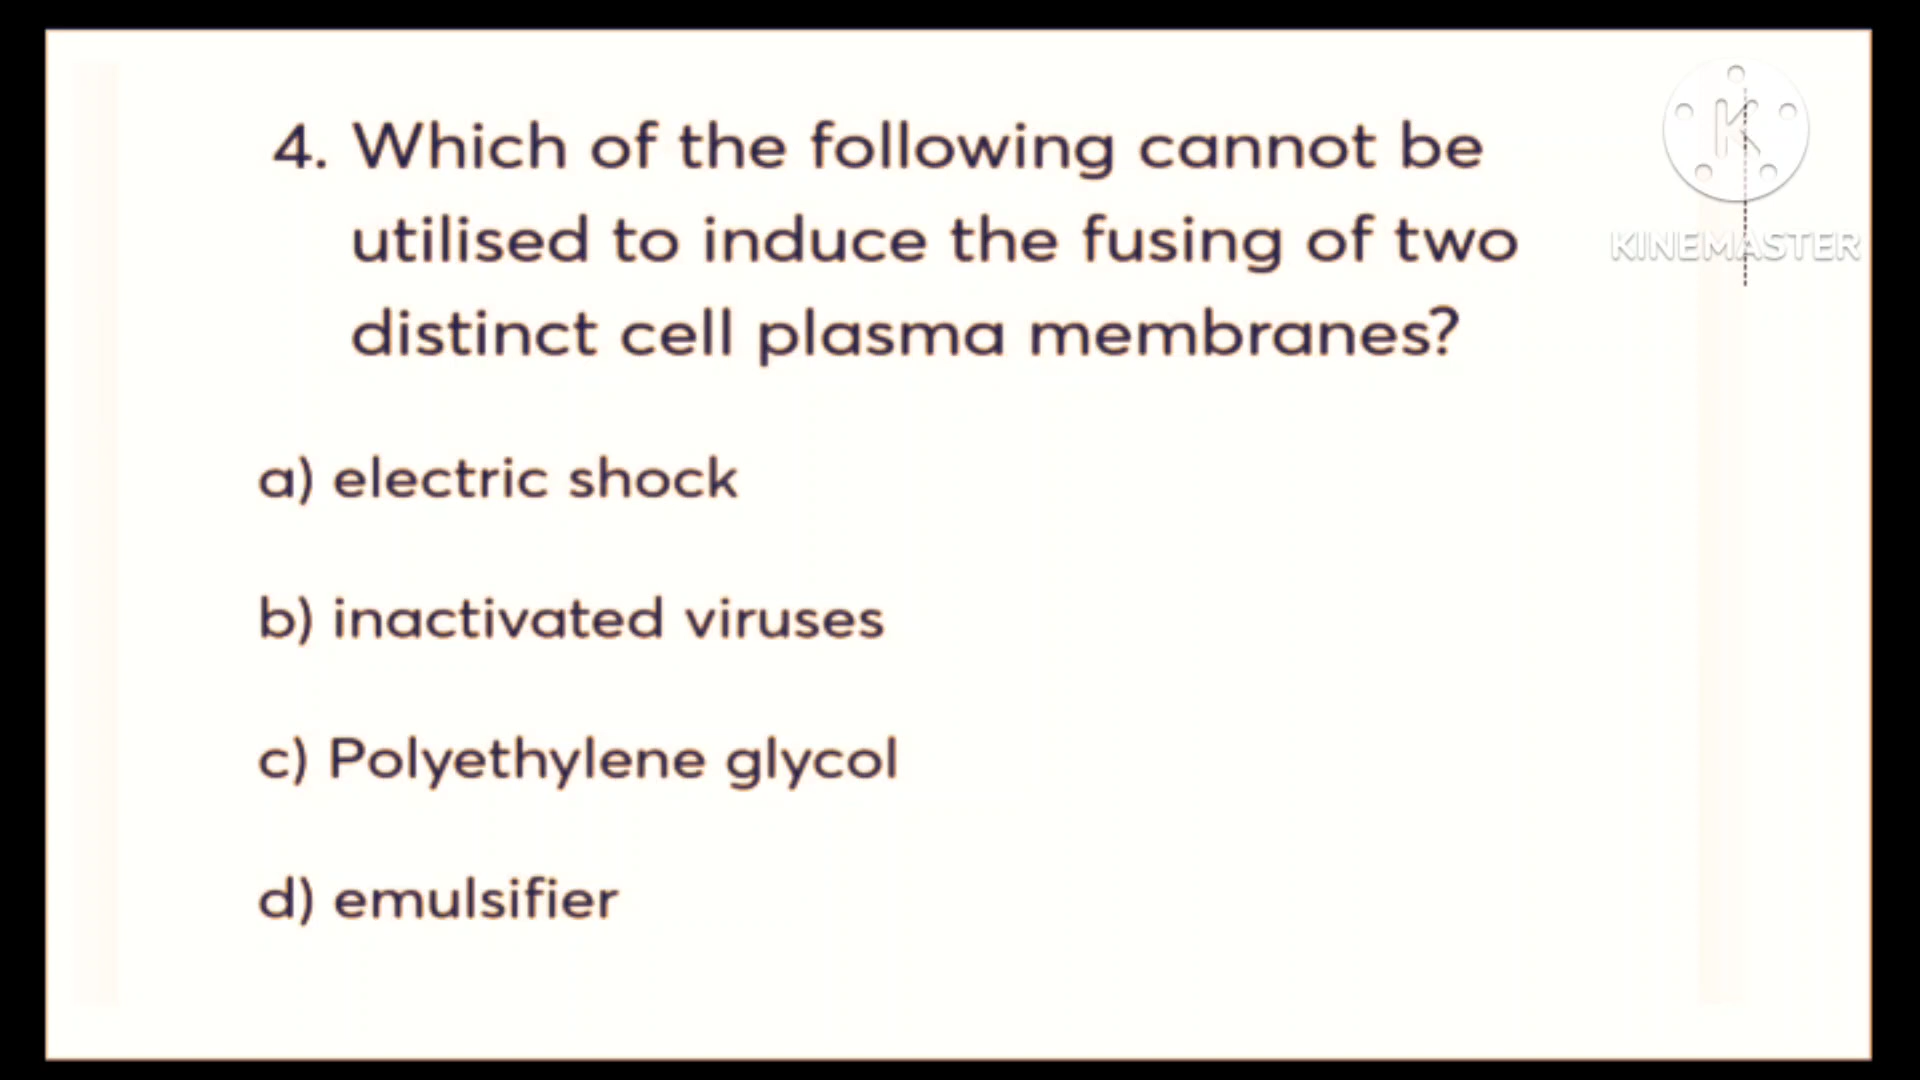 4. Which of the following cannot be
utilised to induce the fusing of two
distinct cell plasma membranes?
KINEMASTER
a) electric shock
b) inactivated viruses
c) Polyethylene glycol
d) emulsifier